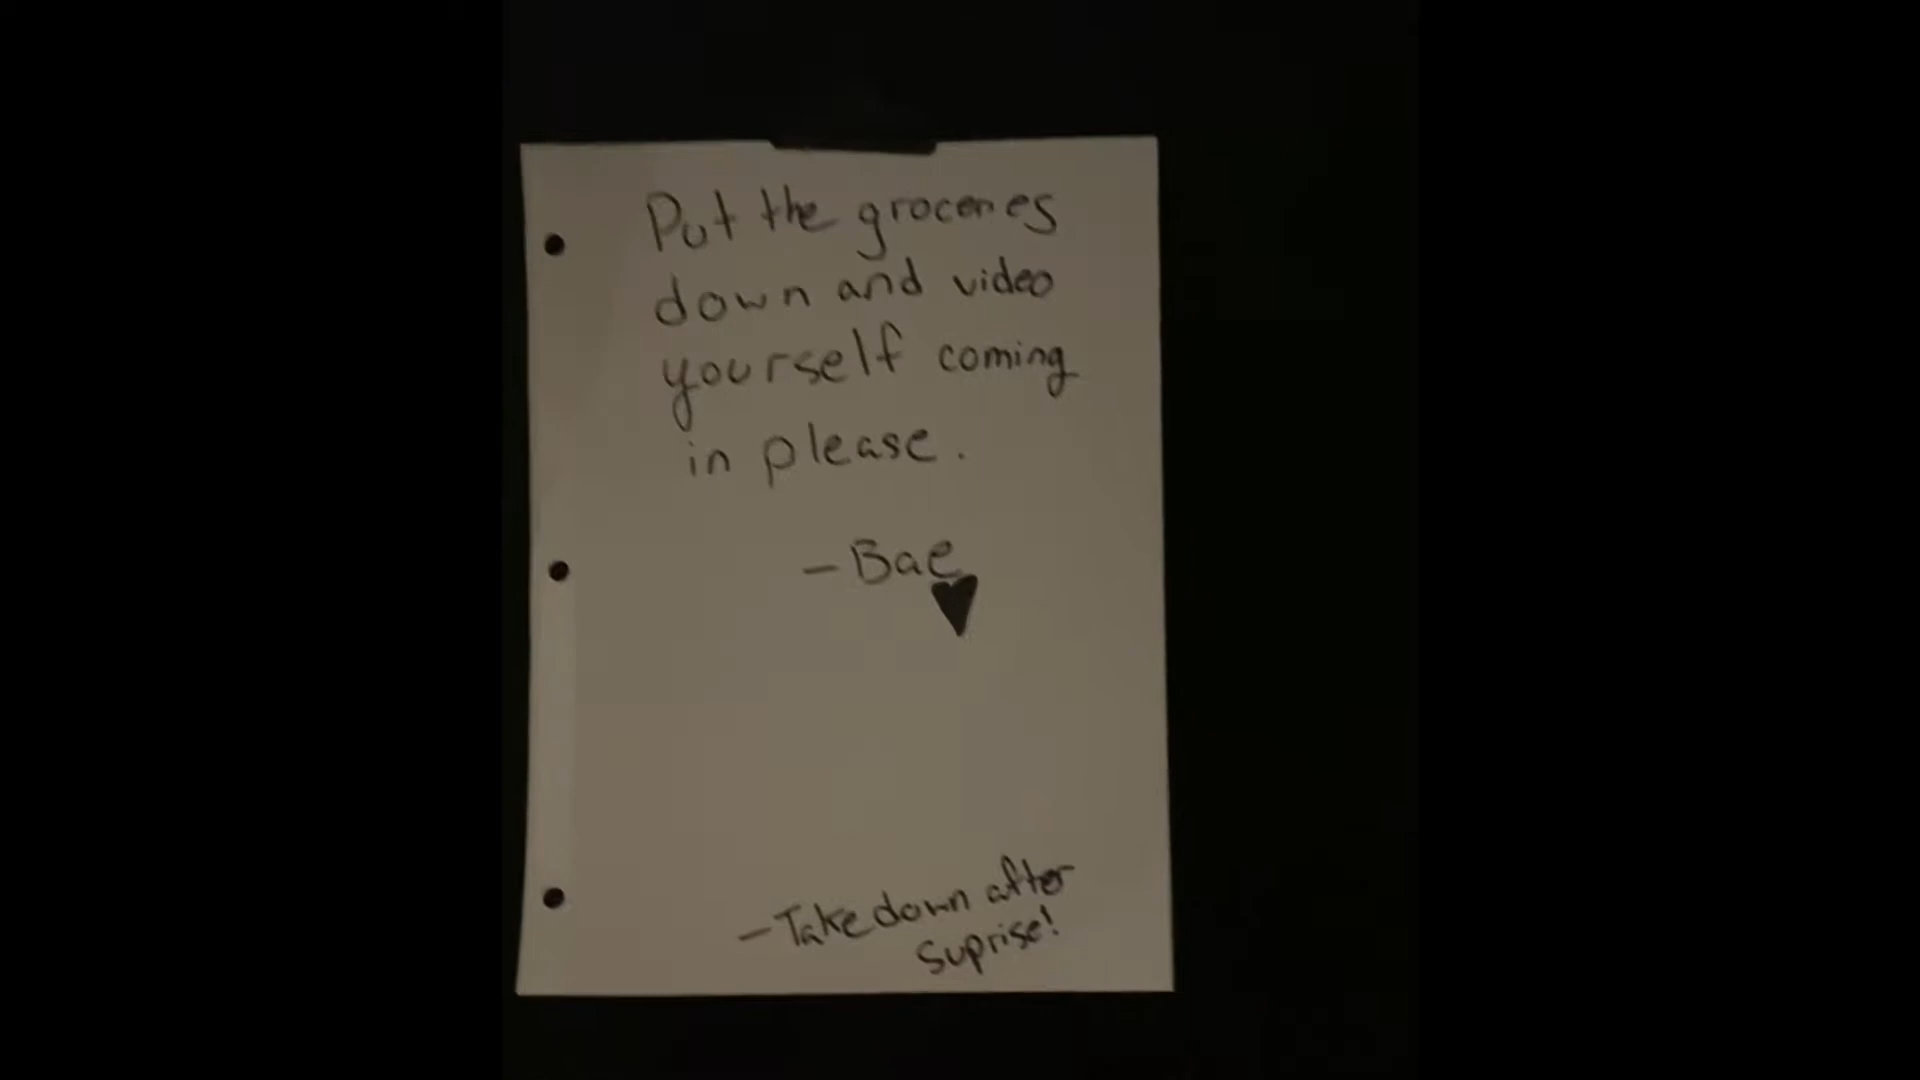 Put the groceries
down and video
yourself coming
in please.
- Bae
- Take down after
suprise!